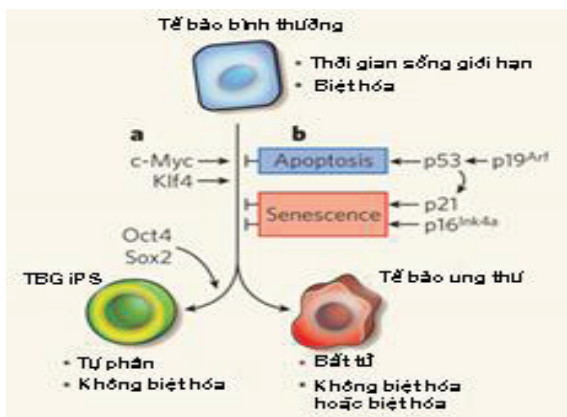 Tế bào bình thường
• Thời gian sống giới hạn
• Biệt hóa
a
b
c-Myc
Klf4
Apoptosis
p53
p19Arf
Senescence
p21
p16Ink4a
Oct4
Sox2
TBG iPS
Tế bào ung thư
• Tự phân
• Không biệt hóa
• Bất tử
• Không biệt hóa
hoặc biệt hóa